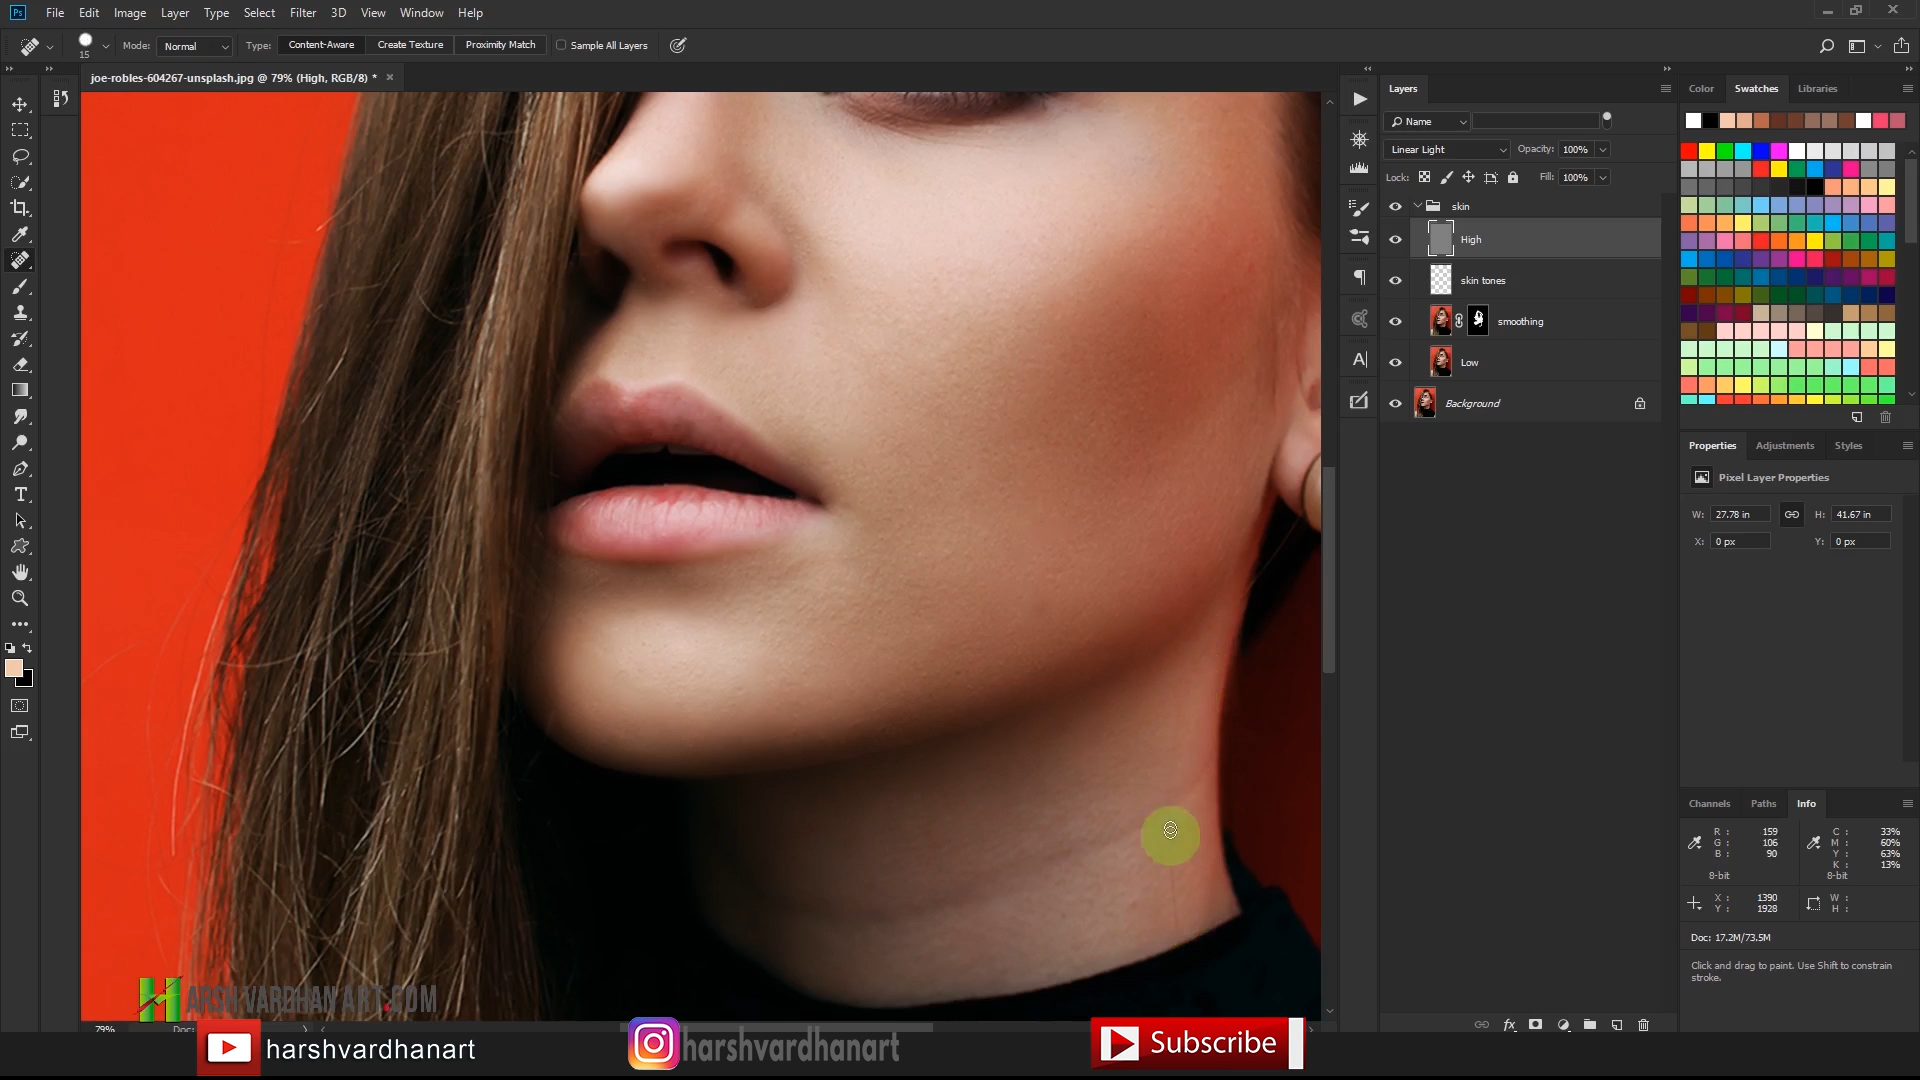 Ps File Edit Image Layer Type Select Filter 3D View Window Help
15 Mode: Normal Type: Content-Aware Create Texture Proximity Match Sample All Layers
joe-robles-604267-unsplash.jpg @ 79% (High, RGB/8) *
Layers
Name
Linear Light Opacity: 100%
Lock: Fill: 100%
skin
High
skin tones
smoothing
Low
Background
Color Swatches Libraries
Properties Adjustments Styles
Pixel Layer Properties
W: 27.78 in H: 41.67 in
X: 0 px Y: 0 px
Channels Paths Info
R : 159 C : 33%
G : 106 M : 60%
B : 90 Y : 63%
K : 13%
8-bit 8-bit
X : 1390 W :
Y : 1928 H :
Doc: 17.2M/73.5M
Click and drag to paint. Use Shift to constrain
stroke.
HARSH VARDHAN ART.COM
79% Doc:
harshvardhanart
harshvardhanart
Subscribe